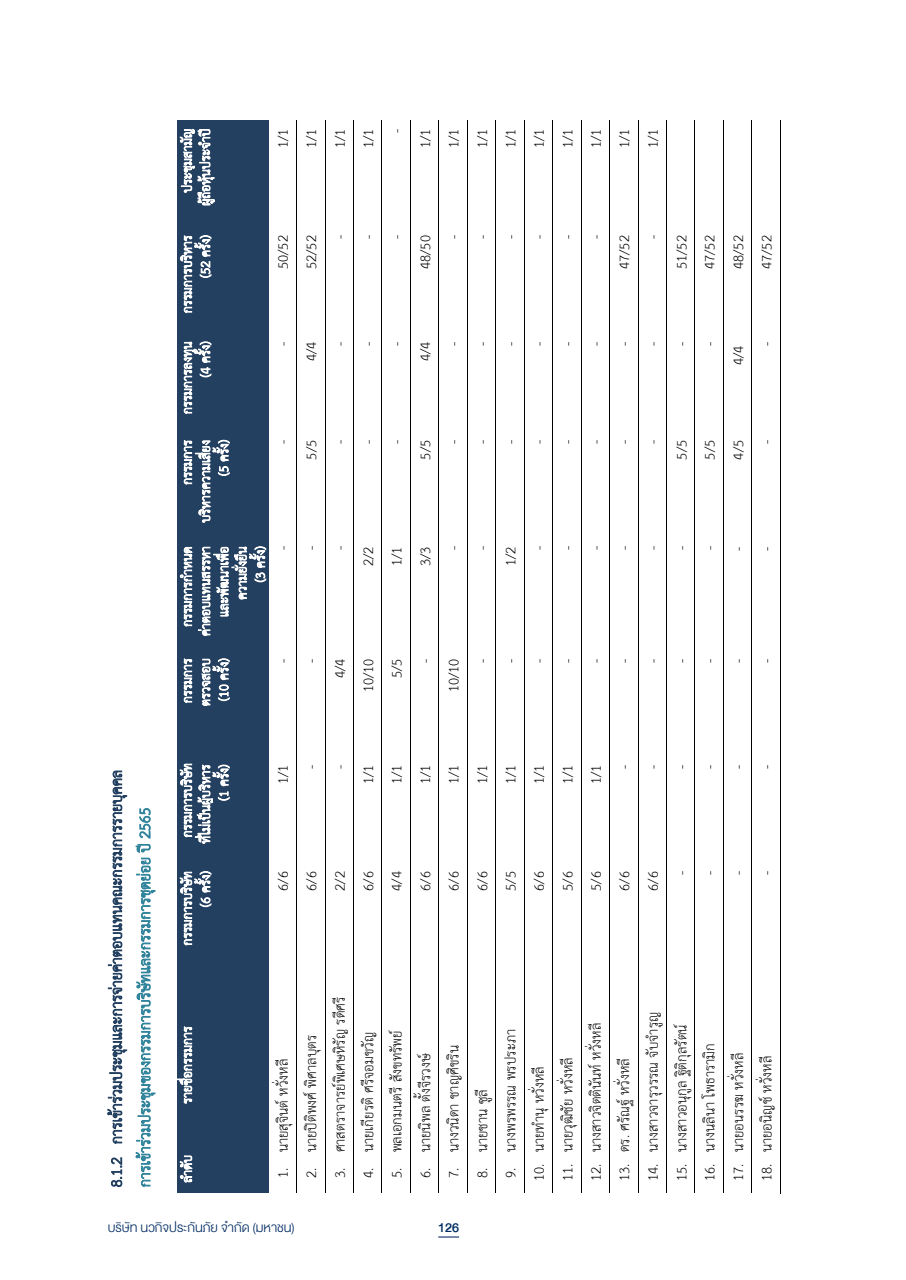 8.1.2 การเข้าร่วมประชุมและการจ่ายค่าตอบแทนคณะกรรมการรายบุคคล
การเข้าร่วมประชุมของกรรมการบริษัทและกรรมการชุดย่อย ปี 2565
ลำดับ รายชื่อกรรมการ กรรมการบริษัท (6 ครั้ง) กรรมการบริษัท ที่ไม่เป็นผู้บริหาร (1 ครั้ง) กรรมการ ตรวจสอบ (10 ครั้ง) กรรมการกำหนด ค่าตอบแทนสรรหา และพัฒนาเพื่อ ความยั่งยืน (3 ครั้ง) กรรมการ บริหารความเสี่ยง (5 ครั้ง) กรรมการลงทุน (4 ครั้ง) กรรมการบริหาร (52 ครั้ง) ประชุมสามัญ ผู้ถือหุ้นประจำปี
1. นายสุจินต์ หวั่งหลี 6/6 1/1 - - - - 50/52 1/1
2. นายปิติพงศ์ พิศาลบุตร 6/6 - - - 5/5 4/4 52/52 1/1
3. ศาสตราจารย์พิเศษหิรัญ รดีศรี 2/2 - 4/4 - - - - 1/1
4. นายเกียรติ ศรีจอมขวัญ 6/6 1/1 10/10 2/2 - - - 1/1
5. พลเอกมนตรี สังขทรัพย์ 4/4 1/1 5/5 1/1 - - - -
6. นายนิพล ตั้งจีรวงษ์ 6/6 1/1 - 3/3 5/5 4/4 48/50 1/1
7. นางวนิดา ชาญศิขริน 6/6 1/1 10/10 - - - - 1/1
8. นายชาน ซูลี 6/6 1/1 - - - - - 1/1
9. นางพรพรรณ พรประภา 5/5 1/1 - 1/2 - - - 1/1
10. นายทำนุ หวั่งหลี 6/6 1/1 - - - - - 1/1
11. นายวุฒิชัย หวั่งหลี 5/6 1/1 - - - - - 1/1
12. นางสาวจิตตินันท์ หวั่งหลี 5/6 1/1 - - - - - 1/1
13. ดร. ศรัณฐ์ หวั่งหลี 6/6 - - - - - 47/52 1/1
14. นางสาวจารุวรรณ จับจำรูญ 6/6 - - - - - - 1/1
15. นางสาวอนุกูล ฐิติกุลรัตน์ - - - - 5/5 - 51/52
16. นางนลินา โพธารามิก - - - - 5/5 - 47/52
17. นายอนรรฆ หวั่งหลี - - - - 4/5 4/4 48/52
18. นายอนิญช์ หวั่งหลี - - - - - - 47/52
บริษัท นวกิจประกันภัย จำกัด (มหาชน)
126